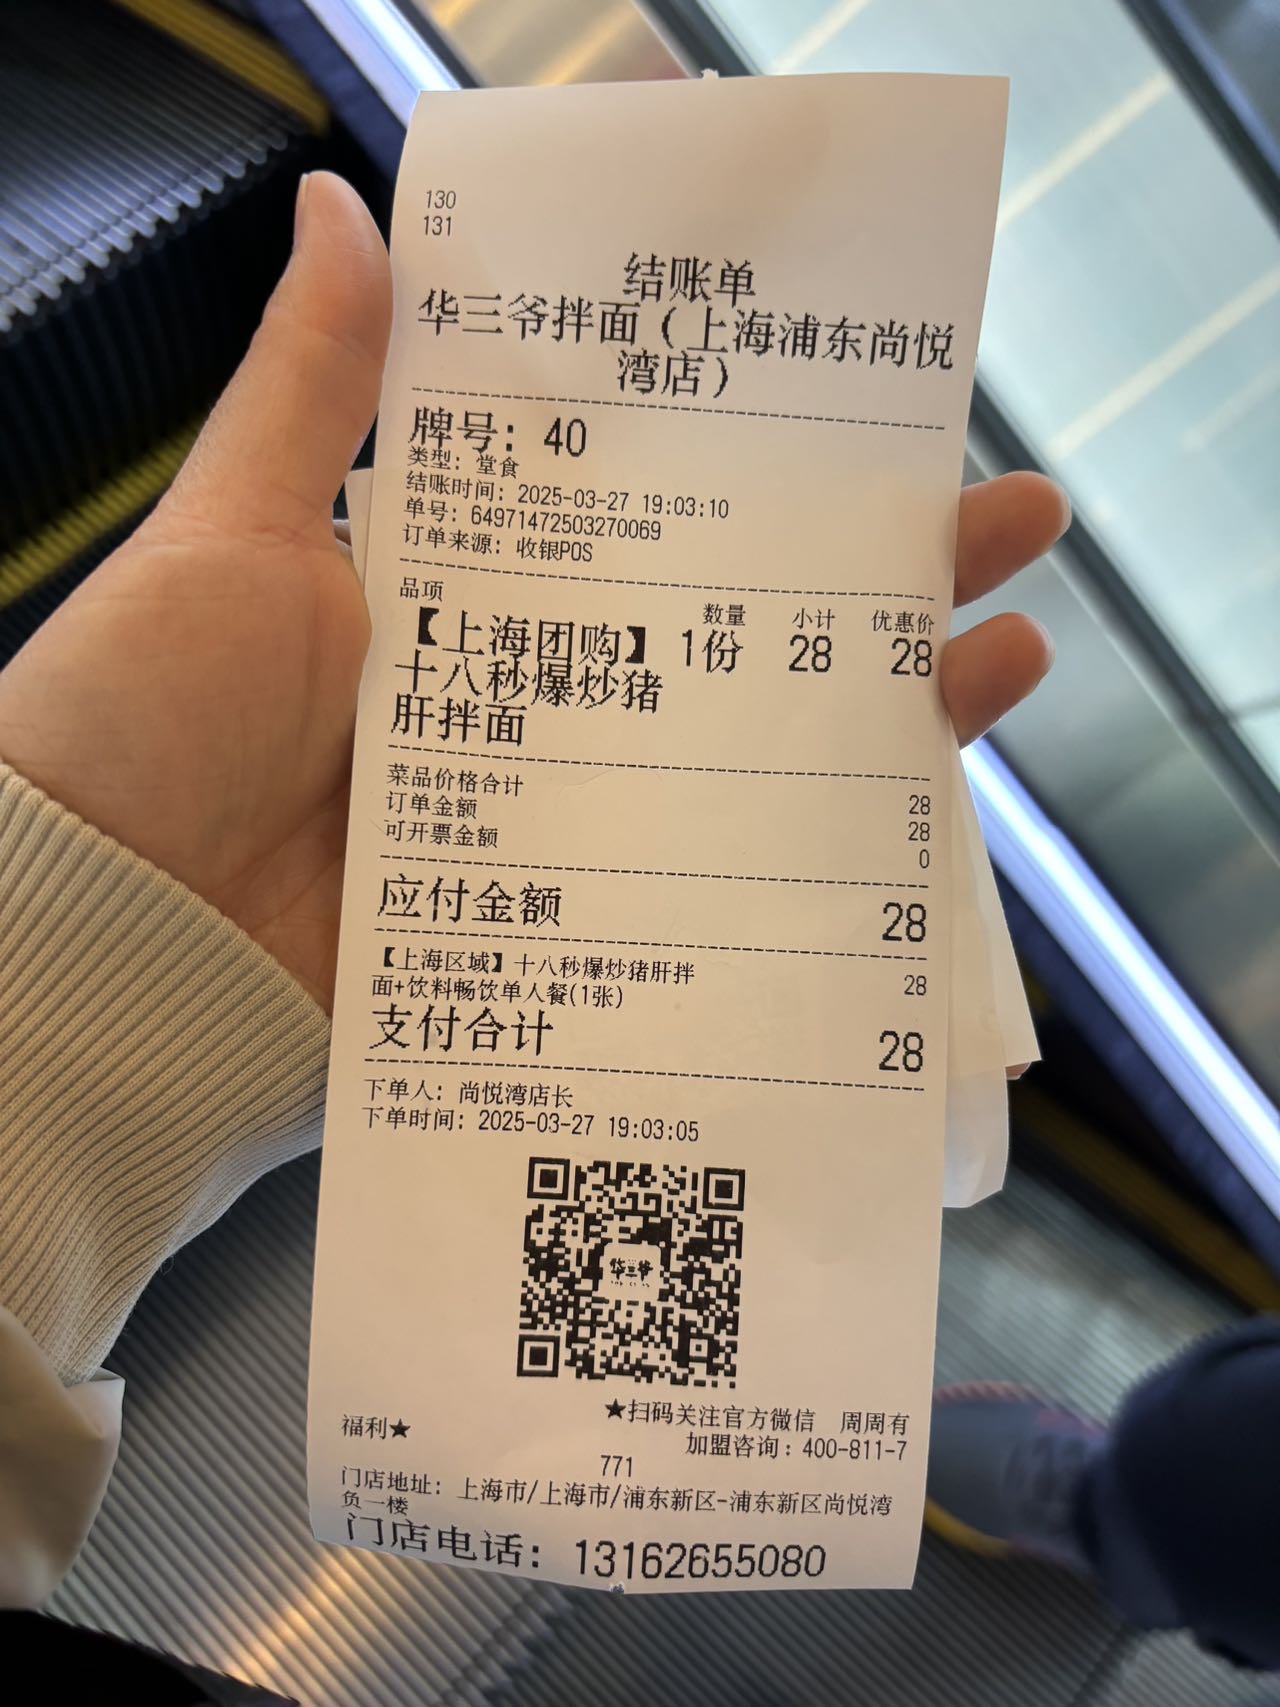 130
131
结账单
华三爷拌面（上海浦东尚悦
湾店）
牌号：40
类型：堂食
结账时间：2025-03-27 19:03:10
单号：64971472503270069
订单来源：收银POS
品项 数量 小计 优惠价
【上海团购】 1份 28 28
十八秒爆炒猪
肝拌面
菜品价格合计 28
订单金额 28
可开票金额 0
应付金额 28
【上海区域】十八秒爆炒猪肝拌 28
面+饮料畅饮单人餐(1张)
支付合计 28
下单人：尚悦湾店长
下单时间：2025-03-27 19:03:05
华三爷
★扫码关注官方微信 周周有
福利★
加盟咨询：400-811-7
771
门店地址：上海市/上海市/浦东新区-浦东新区尚悦湾
负一楼
门店电话：13162655080